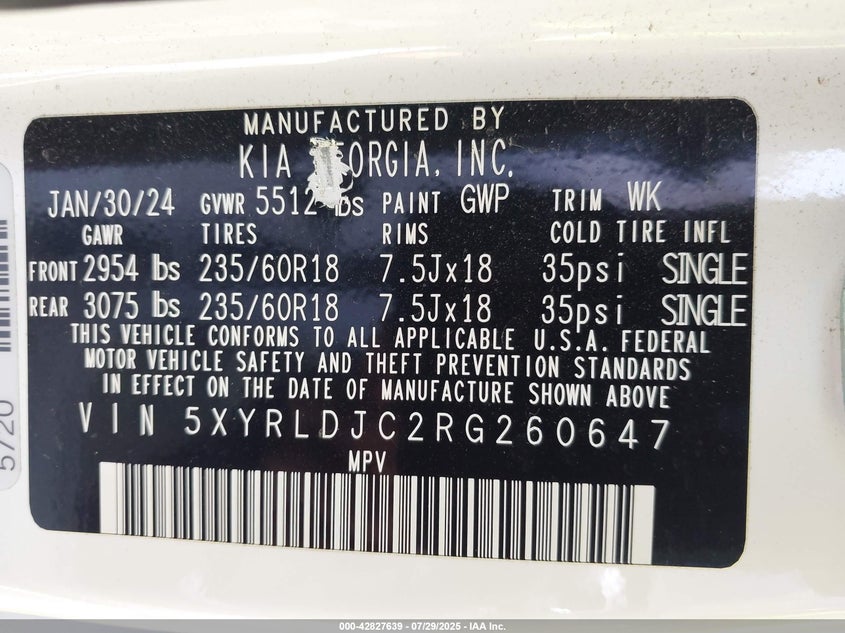 MANUFACTURED BY
KIA EORGIA, INC.
JAN/30/24 GVWR 5512 lbs PAINT GWP TRIM WK
GAWR TIRES RIMS COLD TIRE INFL
FRONT 2954 lbs 235/60R18 7.5Jx18 35psi SINGLE
REAR 3075 lbs 235/60R18 7.5Jx18 35psi SINGLE
THIS VEHICLE CONFORMS TO ALL APPLICABLE U.S.A. FEDERAL
MOTOR VEHICLE SAFETY AND THEFT PREVENTION STANDARDS
IN EFFECT ON THE DATE OF MANUFACTURE SHOWN ABOVE
VIN 5XYRLDJC2RG260647
MPV
5720
000-42827639 - 07/29/2025 - IAA Inc.